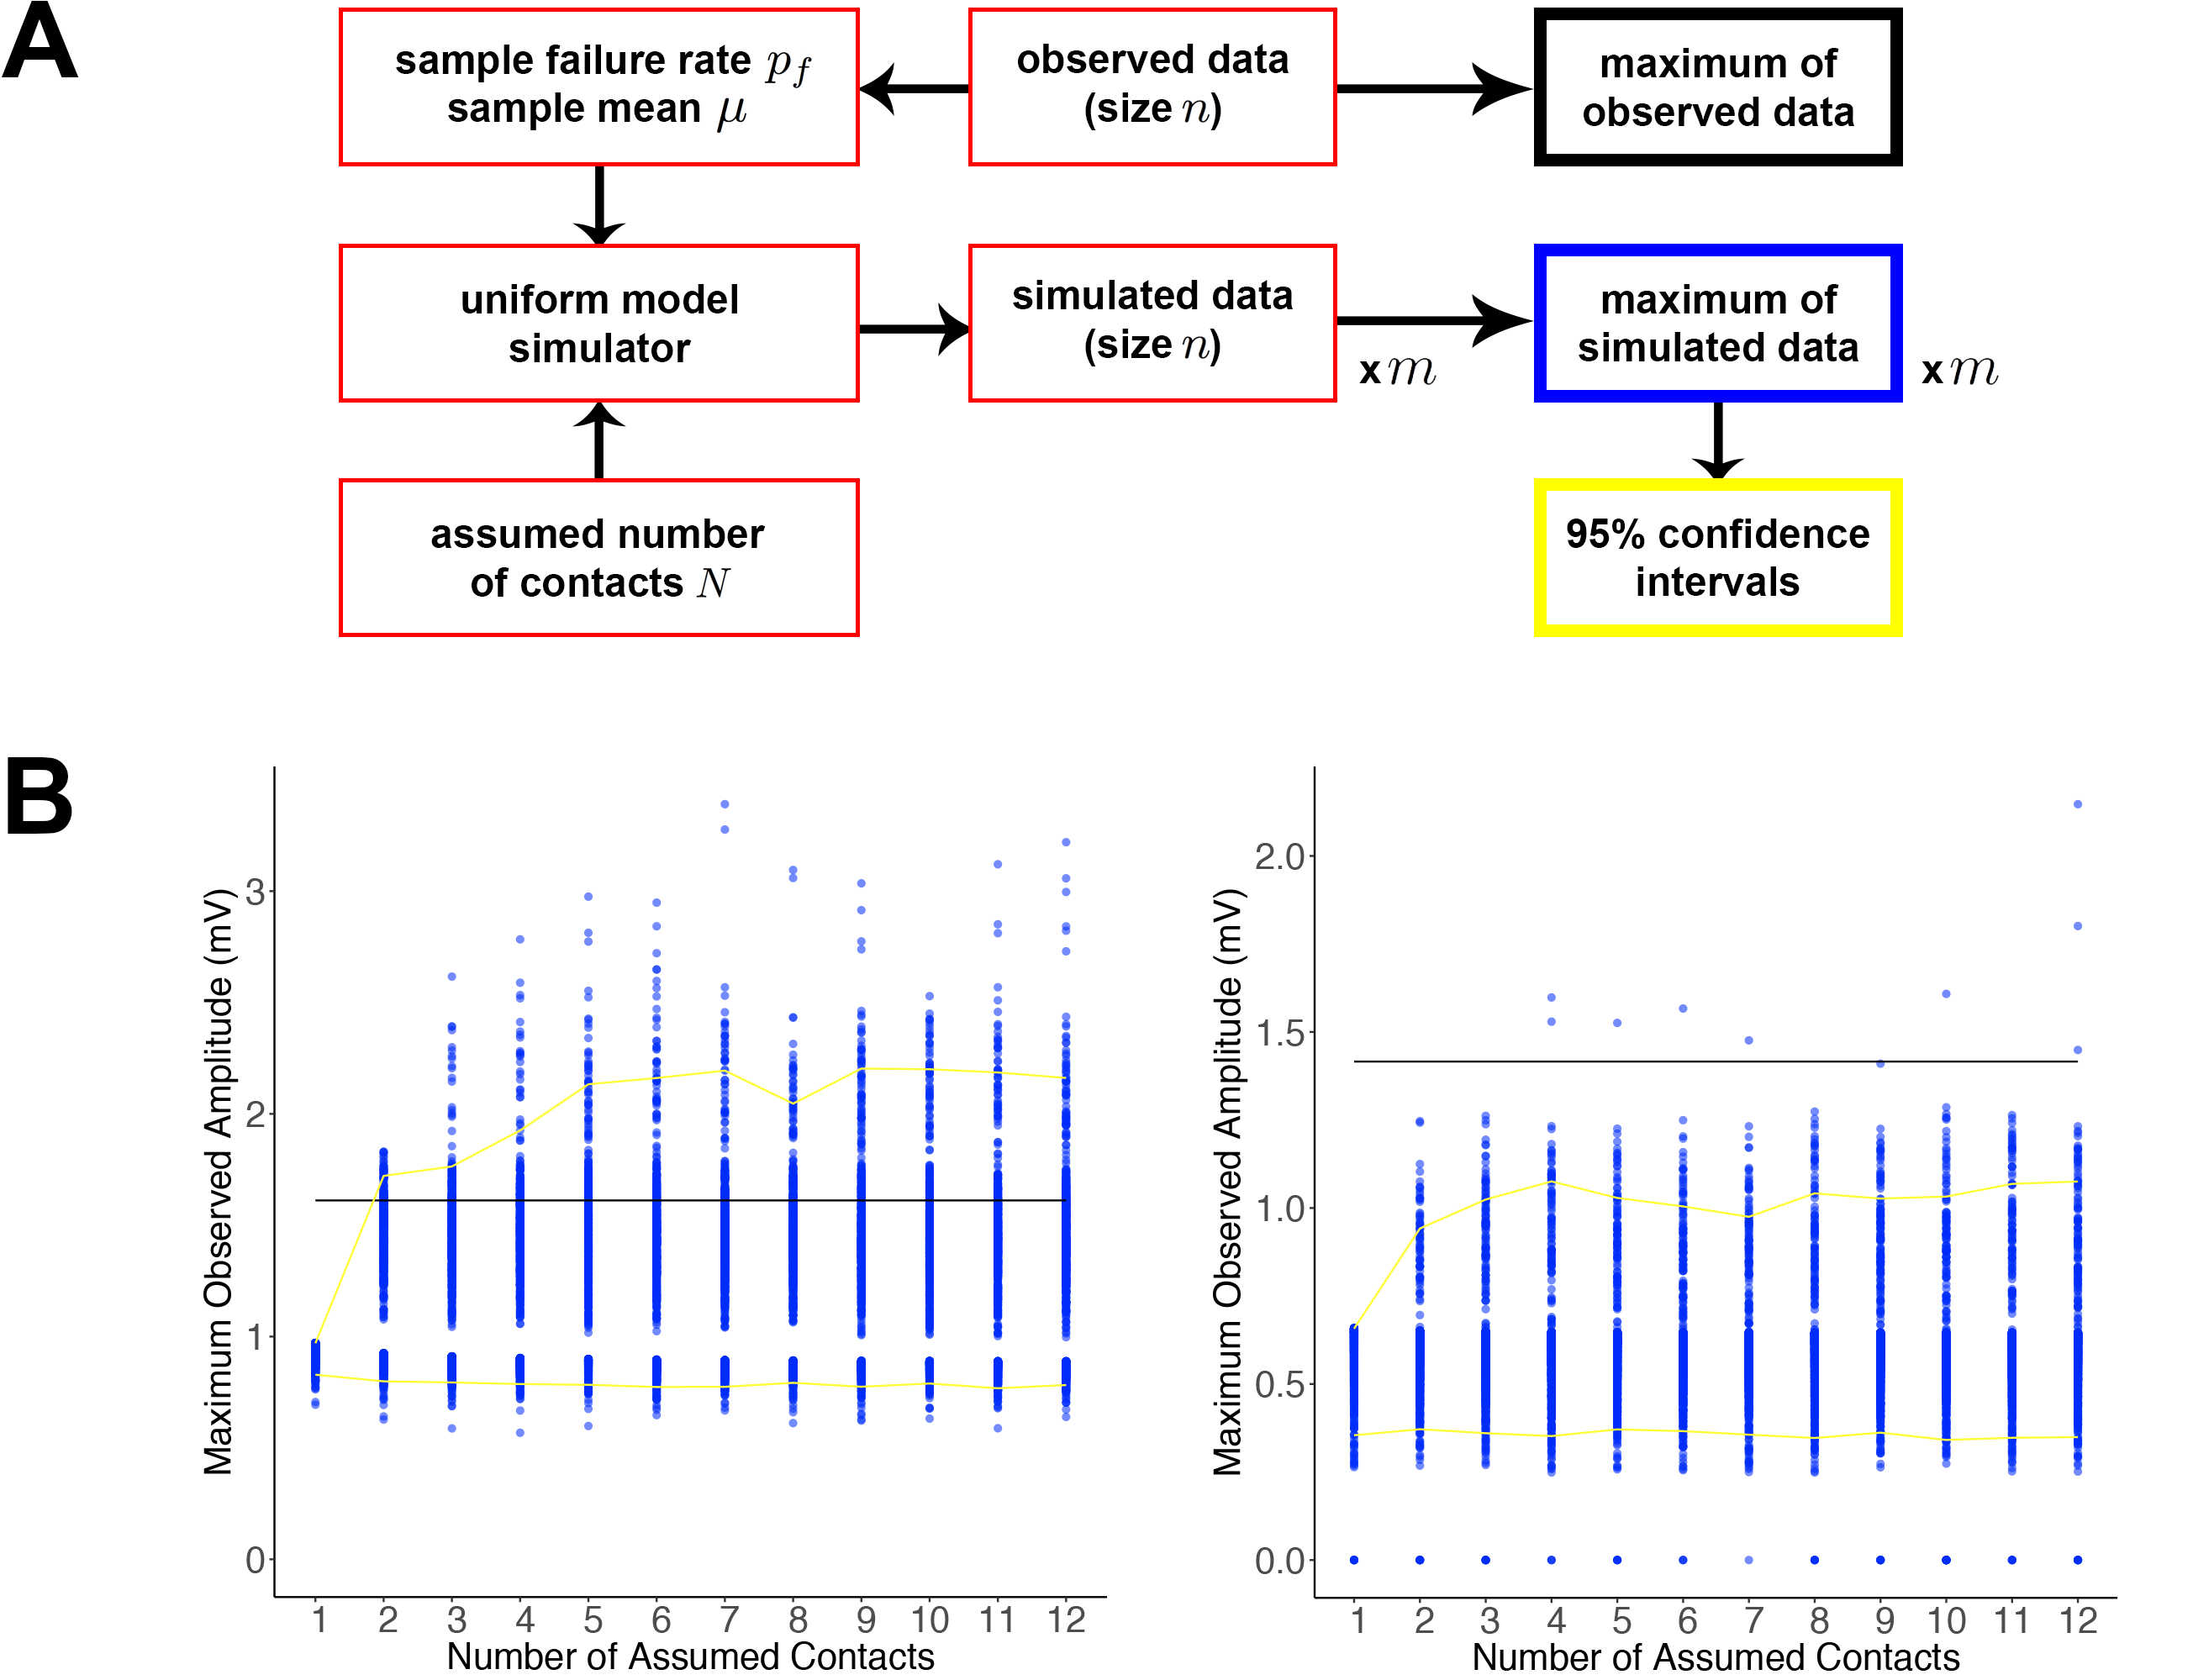 A
sample failure rate p_f
sample mean μ
observed data
(size n)
maximum of
observed data
uniform model
simulator
simulated data
(size n)
x m
maximum of
simulated data
x m
assumed number
of contacts N
95% confidence
intervals
B
Maximum Observed Amplitude (mV)
3
2
1
0
1 2 3 4 5 6 7 8 9 10 11 12
Number of Assumed Contacts
Maximum Observed Amplitude (mV)
2.0
1.5
1.0
0.5
0.0
1 2 3 4 5 6 7 8 9 10 11 12
Number of Assumed Contacts